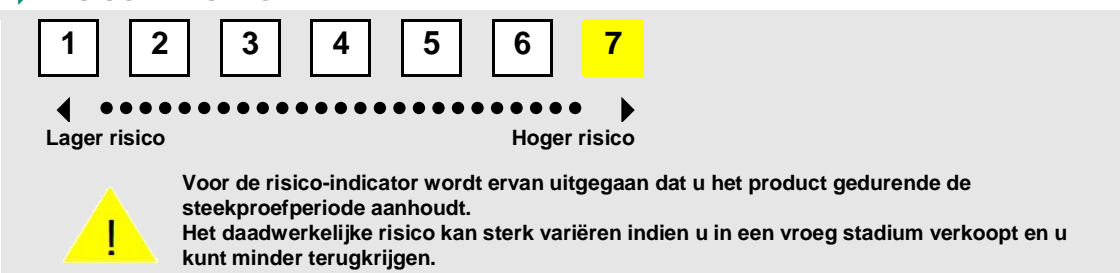 1 2 3 4 5 6 7
Lager risico Hoger risico
!
Voor de risico-indicator wordt ervan uitgegaan dat u het product gedurende de
steekproefperiode aanhoudt.
Het daadwerkelijke risico kan sterk variëren indien u in een vroeg stadium verkoopt en u
kunt minder terugkrijgen.